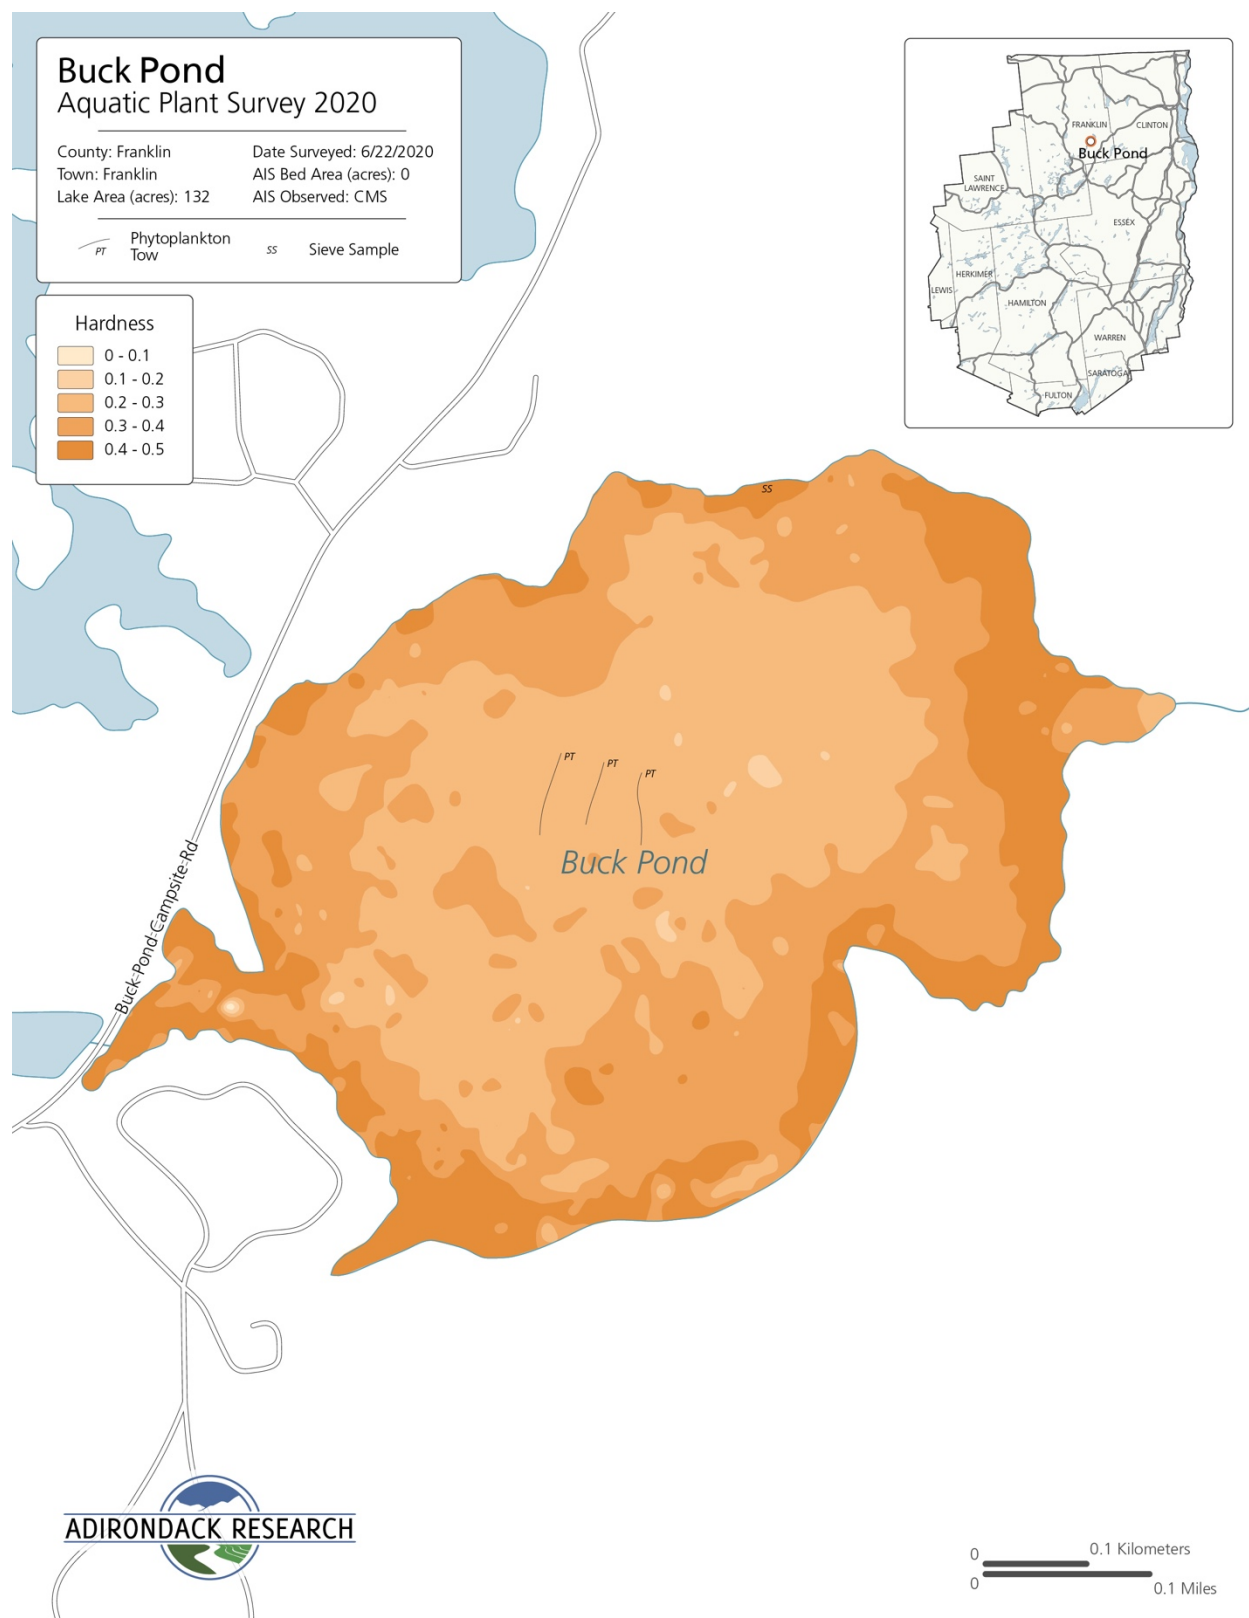 Buck Pond
Aquatic Plant Survey 2020
County: Franklin
Town: Franklin
Lake Area (acres): 132
Date Surveyed: 6/22/2020
AIS Bed Area (acres): 0
AIS Observed: CMS
PT
Phytoplankton
Tow
SS
Sieve Sample
Hardness
0 - 0.1
0.1 - 0.2
0.2 - 0.3
0.3 - 0.4
0.4 - 0.5
FRANKLIN
CLINTON
Buck Pond
SAINT
LAWRENCE
ESSEX
HERKIMER
LEWIS
HAMILTON
WARREN
SARATOGA
FULTON
SS
PT
PT
PT
Buck Pond
Buck Pond Campsite Rd
ADIRONDACK RESEARCH
0
0.1 Kilometers
0
0.1 Miles